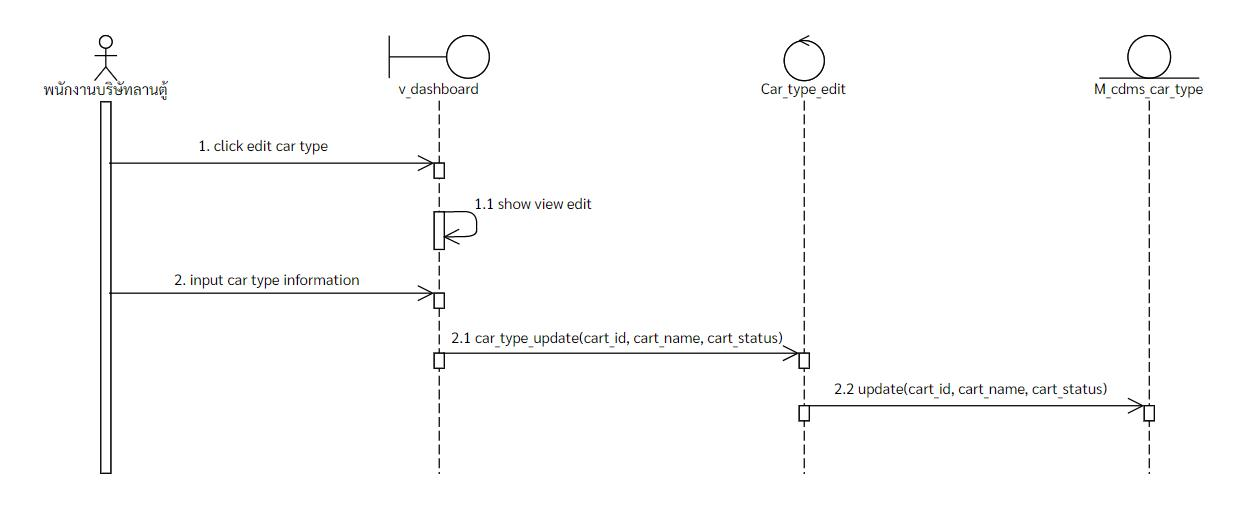 พนักงานบริษัทลานตู้
v_dashboard
Car_type_edit
M_cdms_car_type
1. click edit car type
1.1 show view edit
2. input car type information
2.1 car_type_update(cart_id, cart_name, cart_status)
2.2 update(cart_id, cart_name, cart_status)